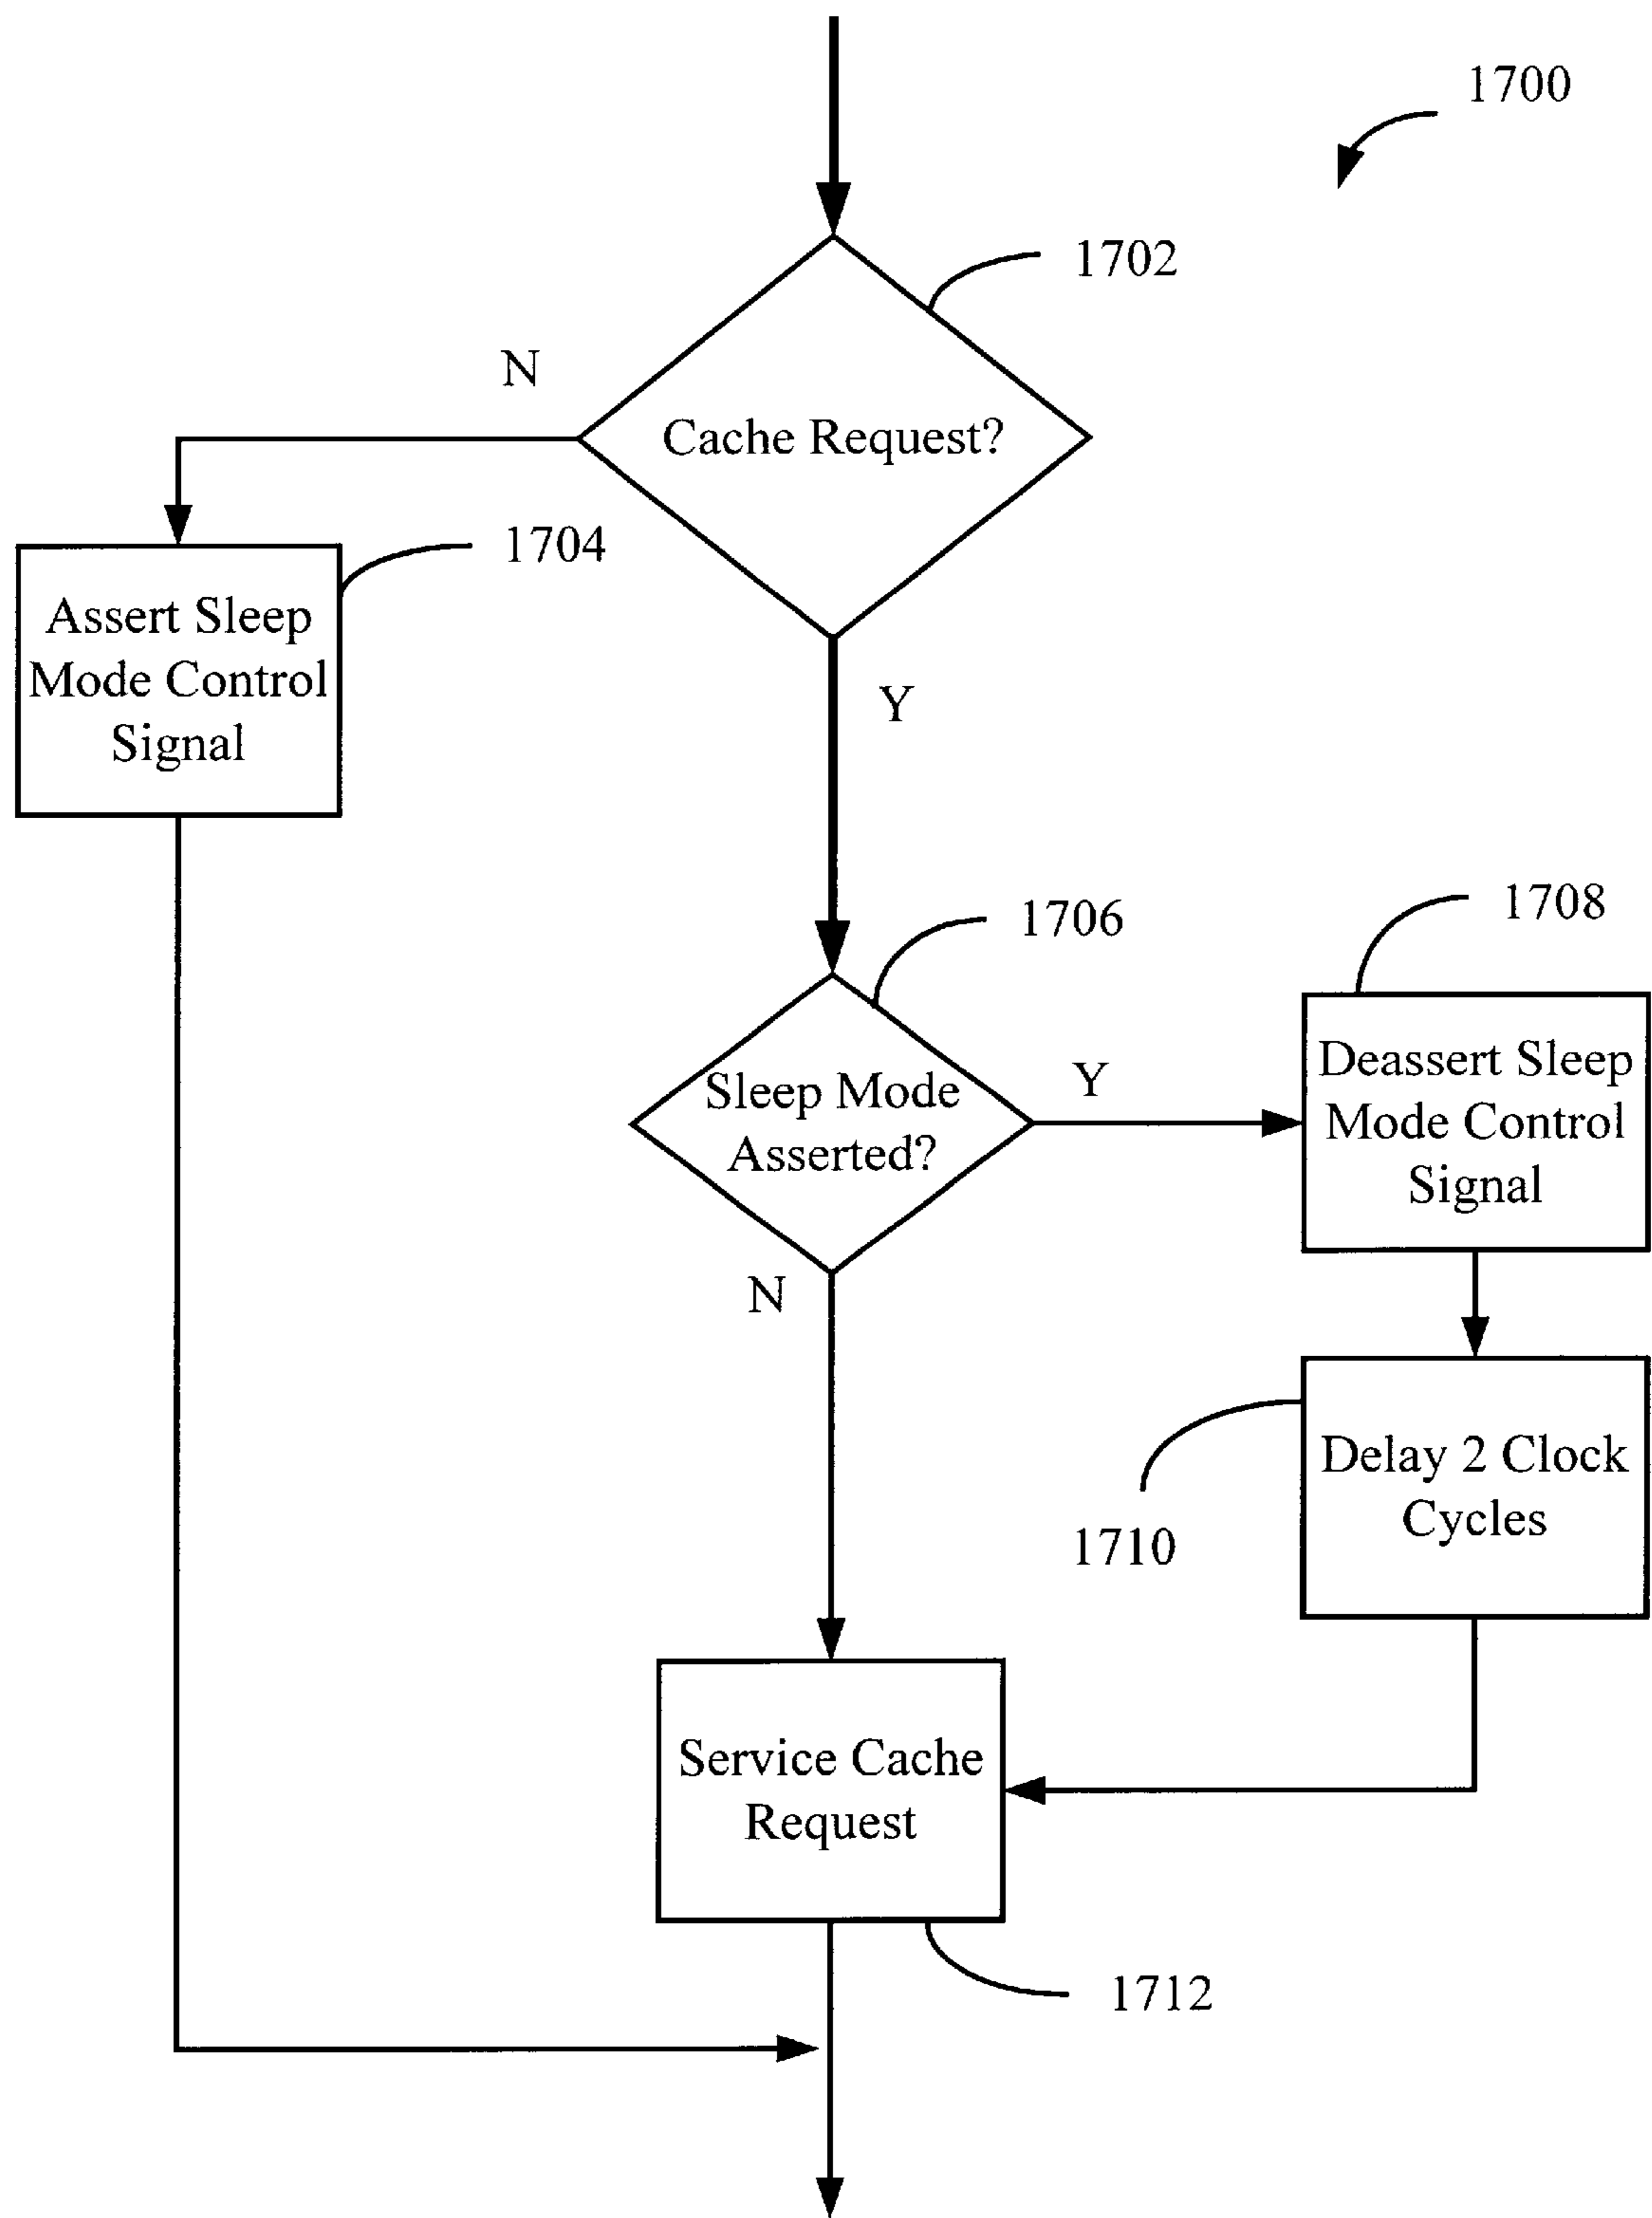 1700
1702
N
Cache Request?
1704
Assert Sleep
Mode Control
Signal
Y
1706
1708
Sleep Mode
Asserted?
Y
Deassert Sleep
Mode Control
Signal
N
Delay 2 Clock
Cycles
1710
Service Cache
Request
1712